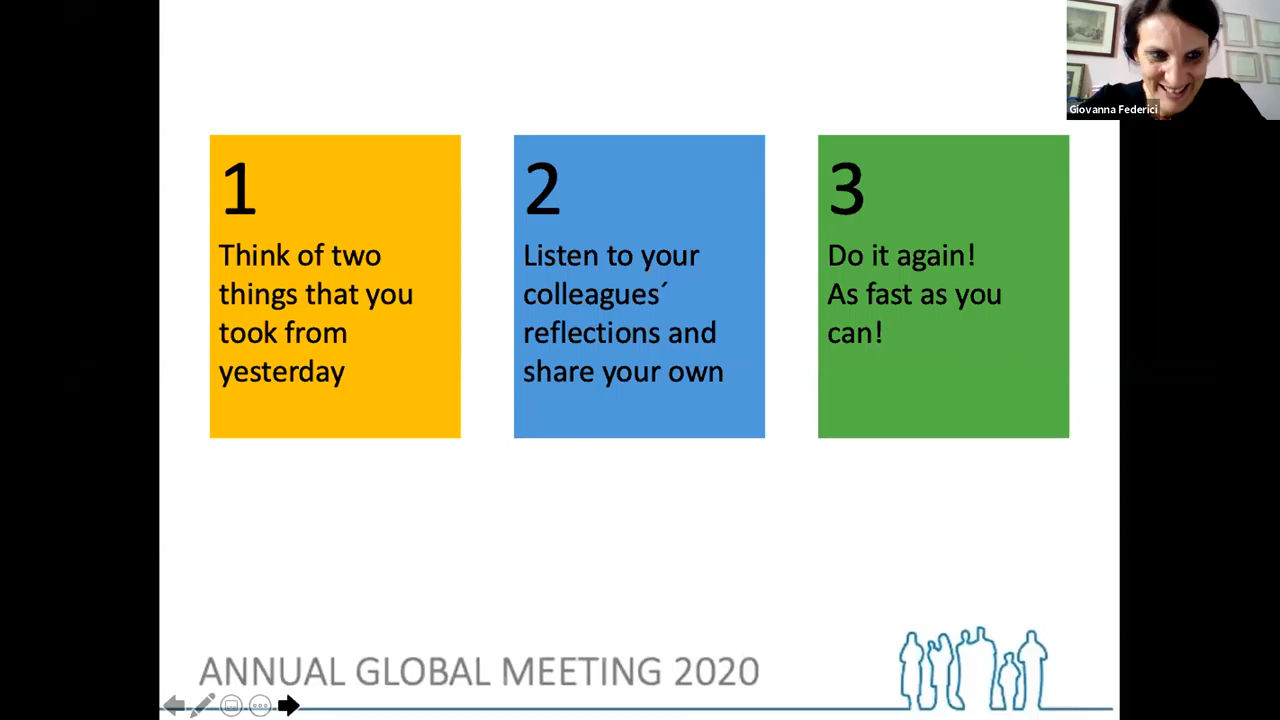 Giovanna Federici
1
Think of two
things that you
took from
yesterday
2
Listen to your
colleagues´
reflections and
share your own
3
Do it again!
As fast as you
can!
ANNUAL GLOBAL MEETING 2020